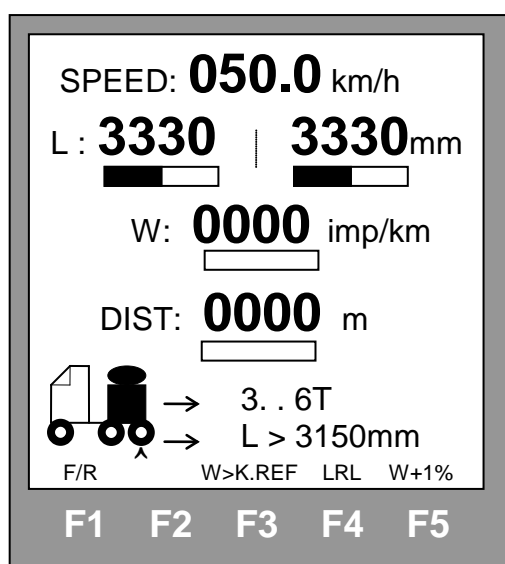 SPEED: 050.0 km/h
L : 3330 3330mm
W: 0000 imp/km
DIST: 0000 m
3. . 6T
L > 3150mm
F/R W>K.REF LRL W+1%
F1 F2 F3 F4 F5